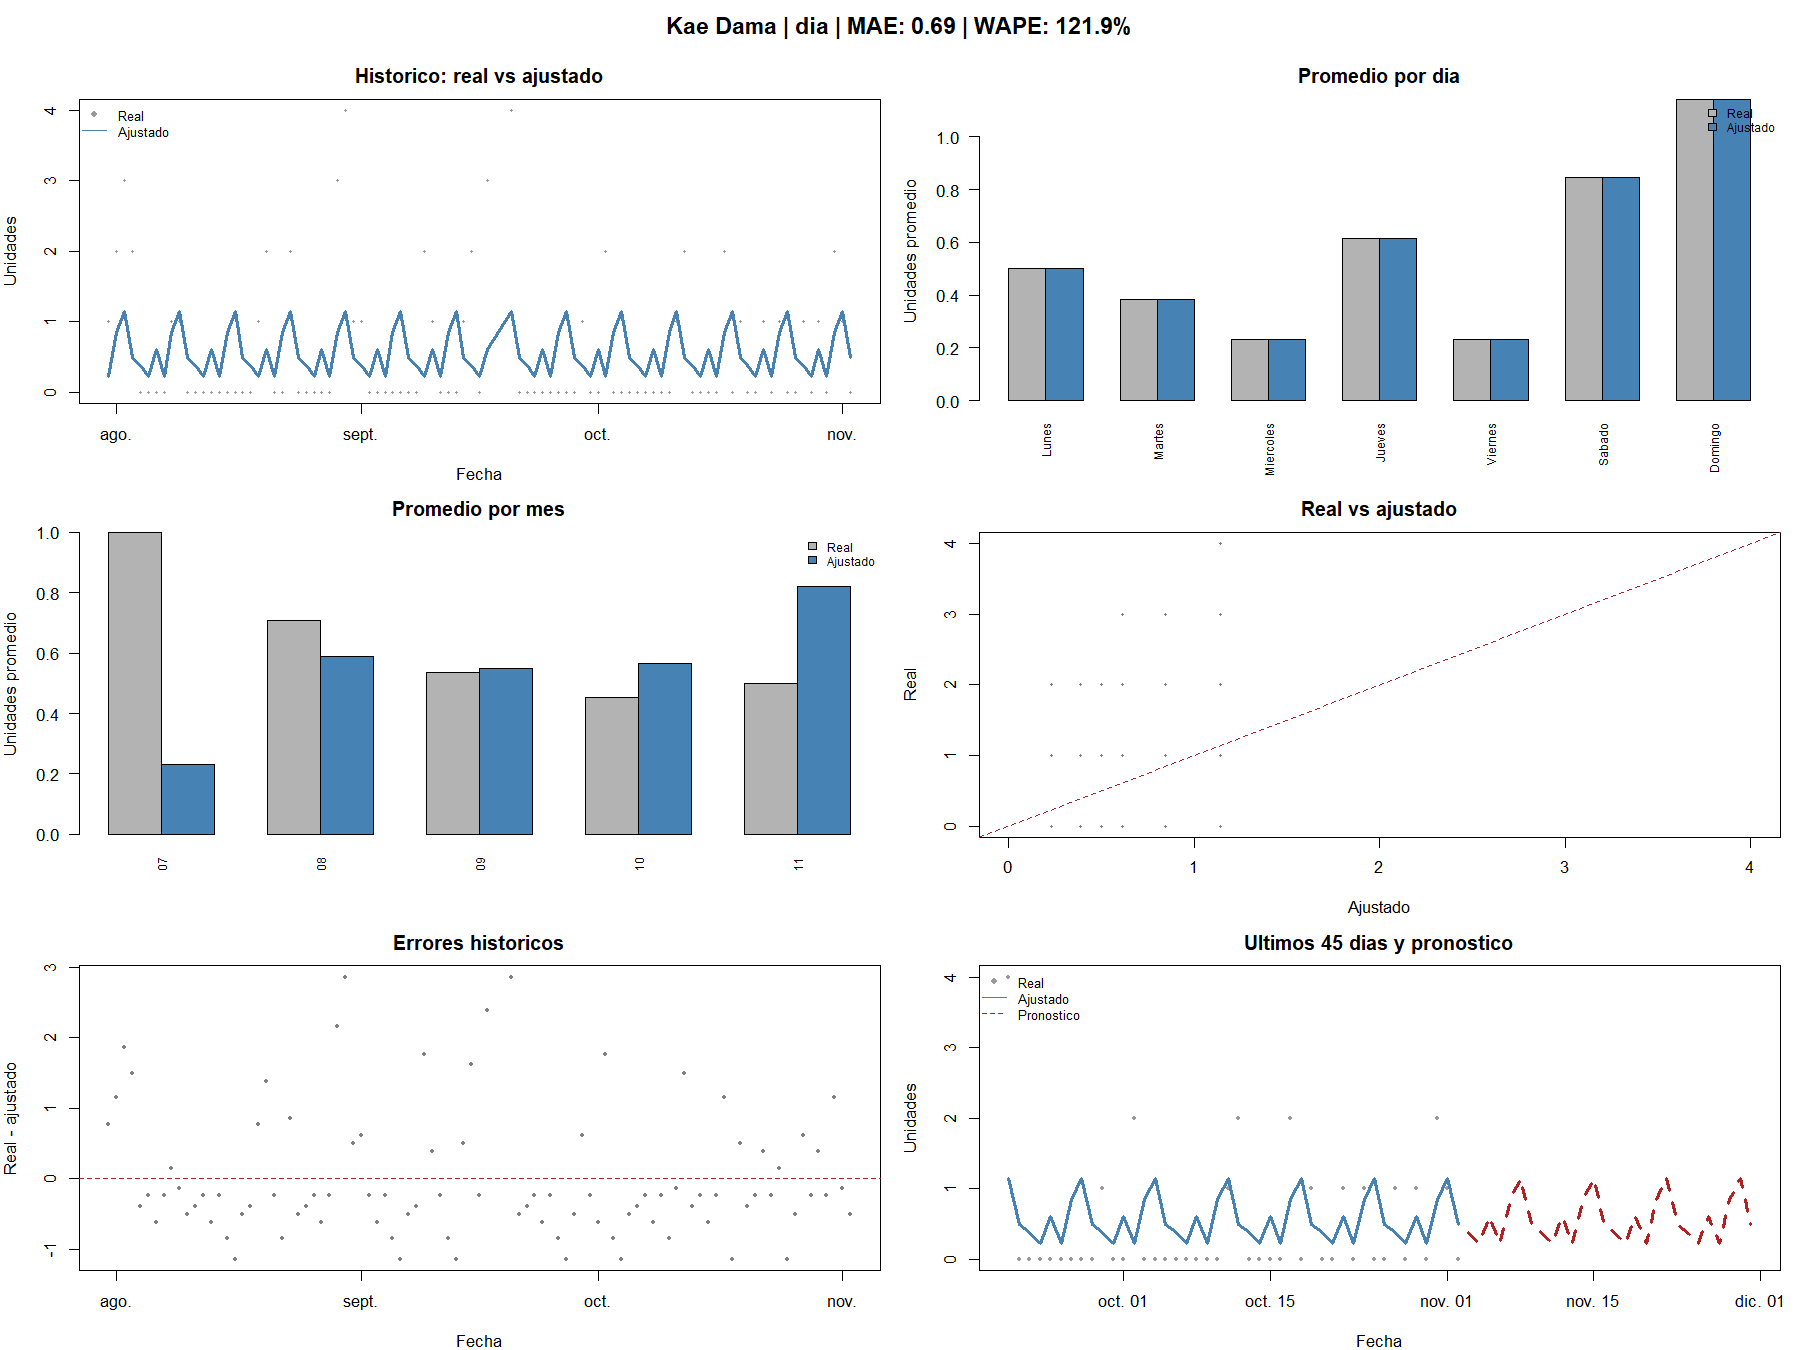 Kae Dama | dia | MAE: 0.69 | WAPE: 121.9%
Historico: real vs ajustado
Real
Ajustado
Unidades
4
3
2
1
0
ago.
sept.
oct.
nov.
Fecha
Promedio por dia
Real
Ajustado
Unidades promedio
1.0
0.8
0.6
0.4
0.2
0.0
Lunes
Martes
Miercoles
Jueves
Viernes
Sabado
Domingo
Promedio por mes
Real
Ajustado
Unidades promedio
1.0
0.8
0.6
0.4
0.2
0.0
07
08
09
10
11
Real vs ajustado
Real
4
3
2
1
0
0
1
2
3
4
Ajustado
Errores historicos
Real - ajustado
3
2
1
0
-1
ago.
sept.
oct.
nov.
Fecha
Ultimos 45 dias y pronostico
Real
Ajustado
Pronostico
Unidades
4
3
2
1
0
oct. 01
oct. 15
nov. 01
nov. 15
dic. 01
Fecha